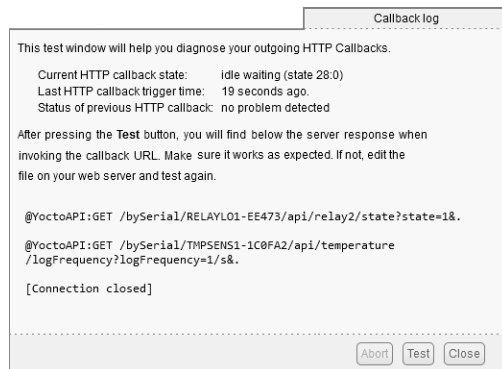 Callback log
This test window will help you diagnose your outgoing HTTP Callbacks.
Current HTTP callback state: idle waiting (state 28:0)
Last HTTP callback trigger time: 19 seconds ago.
Status of previous HTTP callback: no problem detected
After pressing the Test button, you will find below the server response when
invoking the callback URL. Make sure it works as expected. If not, edit the
file on your web server and test again.
@YoctoAPI:GET /bySerial/RELAYLO1-EE473/api/relay2/state?state=1&.
@YoctoAPI:GET /bySerial/TMPSENS1-1C0FA2/api/temperature
/logFrequency?logFrequency=1/s&.
[Connection closed]
Abort Test Close